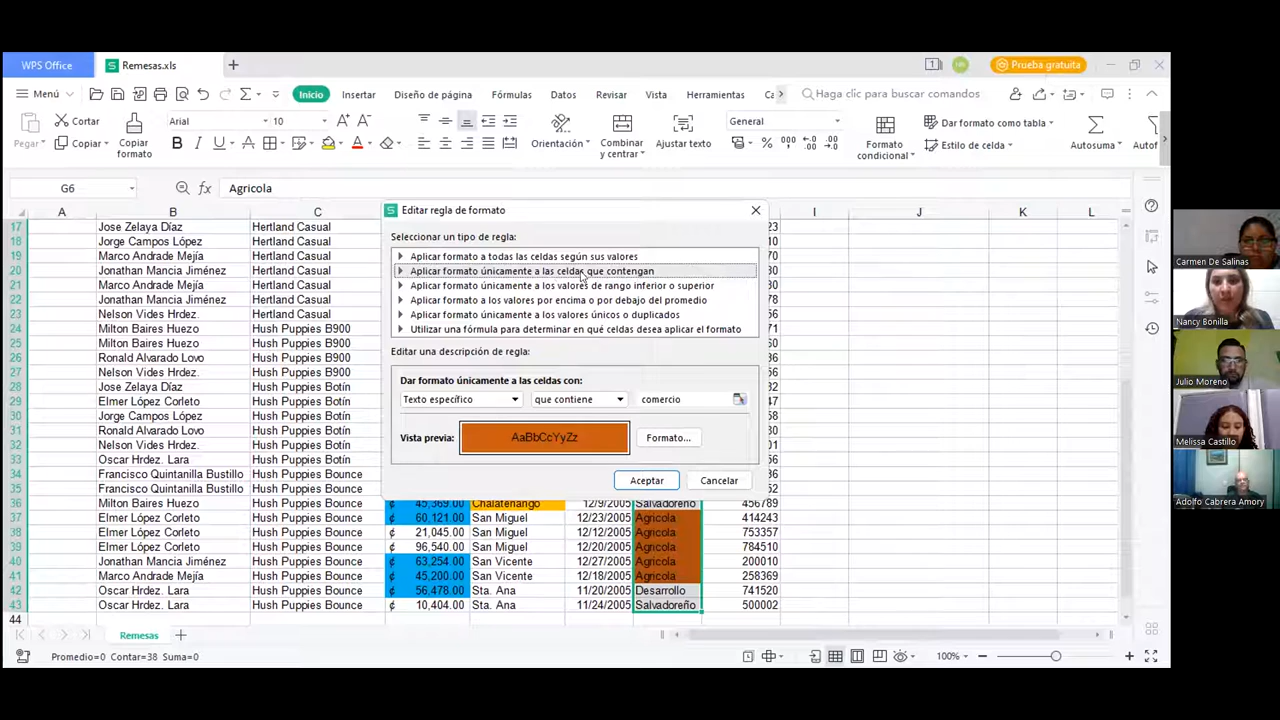 WPS Office
Remesas.xls
Prueba gratuita
Menú
Inicio
Insertar
Diseño de página
Fórmulas
Datos
Revisar
Vista
Herramientas
Haga clic para buscar comandos
Pegar
Cortar
Copiar
Copiar formato
Arial
10
Orientación
Combinar y centrar
Ajustar texto
General
Formato condicional
Dar formato como tabla
Estilo de celda
Autosuma
G6
fx
Agricola
A B C I J K L
17 Jose Zelaya Díaz Hertland Casual
18 Jorge Campos López Hertland Casual
19 Marco Andrade Mejía Hertland Casual
20 Jonathan Mancia Jiménez Hertland Casual
21 Marco Andrade Mejía Hertland Casual
22 Jonathan Mancia Jiménez Hertland Casual
23 Nelson Vides Hrdez. Hertland Casual
24 Milton Baires Huezo Hush Puppies B900
25 Milton Baires Huezo Hush Puppies B900
26 Ronald Alvarado Lovo Hush Puppies B900
27 Nelson Vides Hrdez. Hush Puppies B900
28 Jose Zelaya Díaz Hush Puppies Botín
29 Elmer López Corleto Hush Puppies Botín
30 Jorge Campos López Hush Puppies Botín
31 Ronald Alvarado Lovo Hush Puppies Botín
32 Nelson Vides Hrdez. Hush Puppies Botín
33 Oscar Hrdez. Lara Hush Puppies Botín
34 Francisco Quintanilla Bustillo Hush Puppies Bounce
35 Francisco Quintanilla Bustillo Hush Puppies Bounce
36 Milton Baires Huezo Hush Puppies Bounce ¢ 45,369.00 Chalatenango 12/9/2005 Salvadoreño 456789
37 Elmer López Corleto Hush Puppies Bounce ¢ 60,121.00 San Miguel 12/23/2005 Agricola 414243
38 Elmer López Corleto Hush Puppies Bounce ¢ 21,045.00 San Miguel 12/12/2005 Agricola 753357
39 Elmer López Corleto Hush Puppies Bounce ¢ 96,540.00 San Miguel 12/20/2005 Agricola 784510
40 Jonathan Mancia Jiménez Hush Puppies Bounce ¢ 63,254.00 San Vicente 12/27/2005 Agricola 200010
41 Marco Andrade Mejía Hush Puppies Bounce ¢ 45,200.00 San Vicente 12/18/2005 Agricola 258369
42 Oscar Hrdez. Lara Hush Puppies Bounce ¢ 56,478.00 Sta. Ana 11/20/2005 Desarrollo 741520
43 Oscar Hrdez. Lara Hush Puppies Bounce ¢ 10,404.00 Sta. Ana 11/24/2005 Salvadoreño 500002
44
Editar regla de formato
Seleccionar un tipo de regla:
Aplicar formato a todas las celdas según sus valores
Aplicar formato únicamente a las celdas que contengan
Aplicar formato únicamente a los valores de rango inferior o superior
Aplicar formato a los valores por encima o por debajo del promedio
Aplicar formato únicamente a los valores únicos o duplicados
Utilizar una fórmula para determinar en qué celdas desea aplicar el formato
Editar una descripción de regla:
Dar formato únicamente a las celdas con:
Texto específico
que contiene
comercio
Vista previa:
AaBbCcYyZz
Formato...
Aceptar
Cancelar
Remesas
Promedio=0 Contar=38 Suma=0
100%
Carmen De Salinas
Nancy Bonilla
Julio Moreno
Melissa Castillo
Adolfo Cabrera Amory